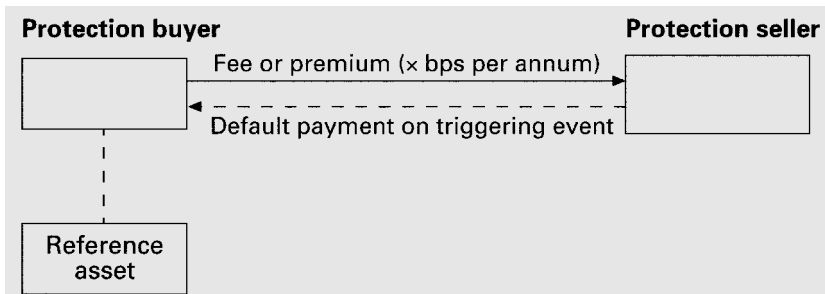 Protection buyer
Protection seller
Fee or premium (× bps per annum)
Default payment on triggering event
Reference
asset